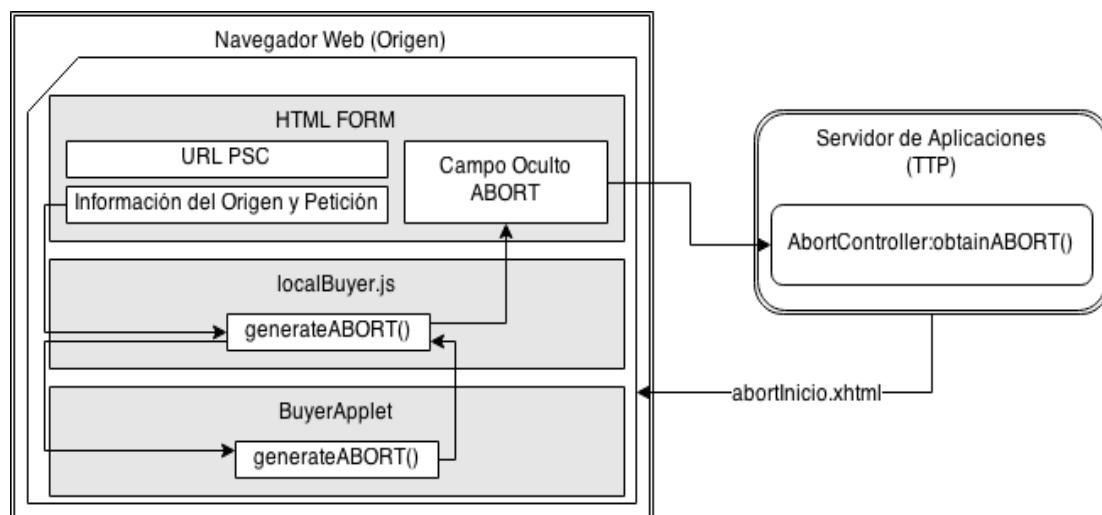 Navegador Web (Origen)
HTML FORM
URL PSC
Información del Origen y Petición
Campo Oculto
ABORT
localBuyer.js
generateABORT()
BuyerApplet
generateABORT()
Servidor de Aplicaciones
(TTP)
AbortController:obtainABORT()
abortInicio.xhtml